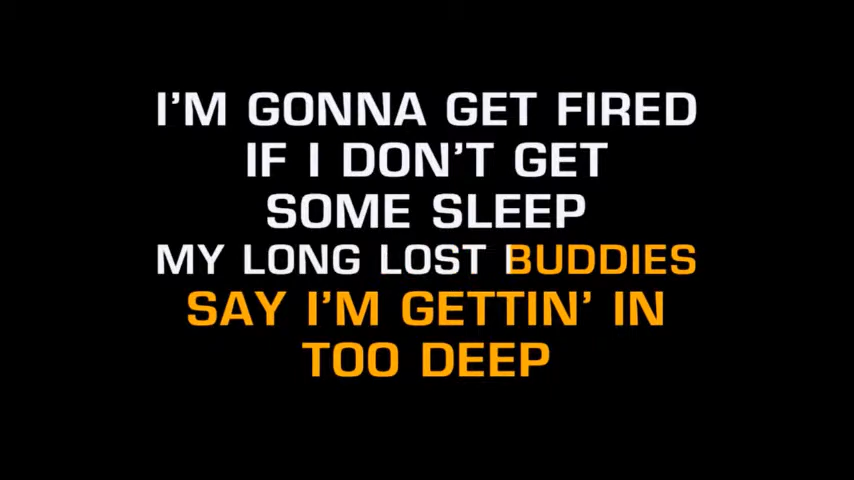 I'M GONNA GET FIRED
IF I DON'T GET
SOME SLEEP
MY LONG LOST BUDDIES
SAY I'M GETTIN' IN
TOO DEEP